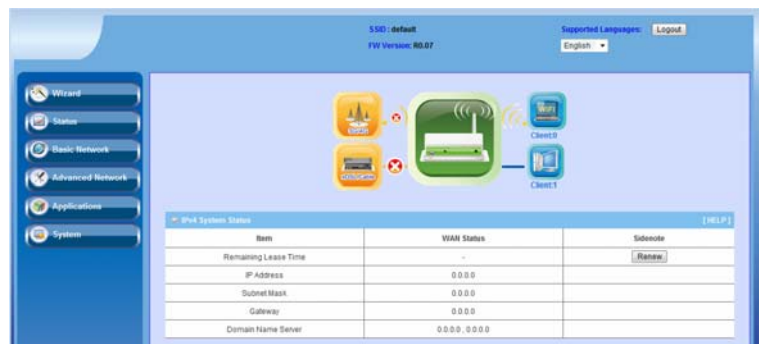 SSID : default
Supported Languages: Logout
FW Version: R0.07
English
Wizard
Status
Basic Network
Advanced Network
Applications
System
WiFi
Client:0
xDSL/Cable
Client:1
IPv4 System Status [HELP]
Item WAN Status Sidenote
Remaining Lease Time - Renew
IP Address 0.0.0.0
Subnet Mask 0.0.0.0
Gateway 0.0.0.0
Domain Name Server 0.0.0.0 , 0.0.0.0